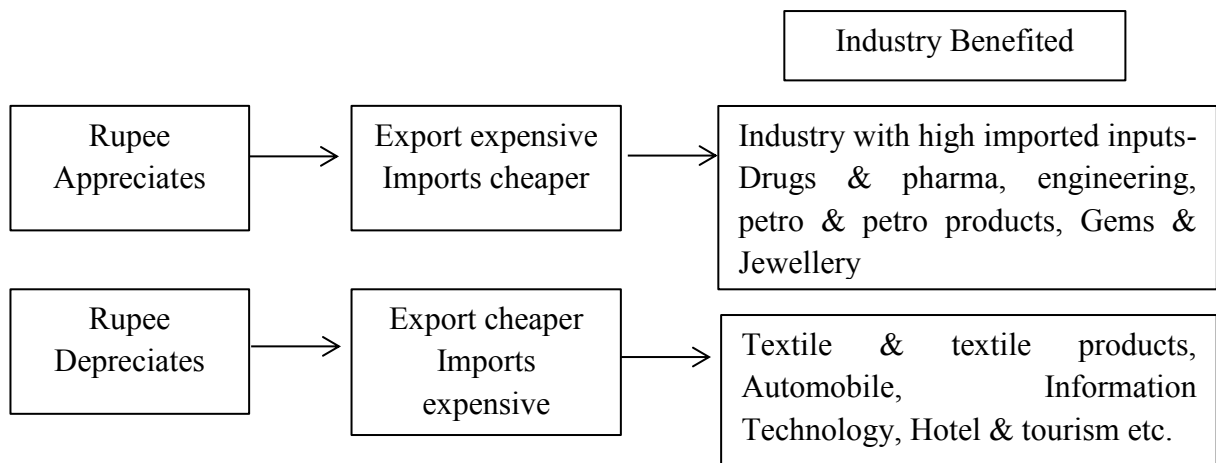 Industry Benefited
Rupee
Appreciates
Export expensive
Imports cheaper
Industry with high imported inputs-
Drugs & pharma, engineering,
petro & petro products, Gems &
Jewellery
Rupee
Depreciates
Export cheaper
Imports
expensive
Textile & textile products,
Automobile, Information
Technology, Hotel & tourism etc.